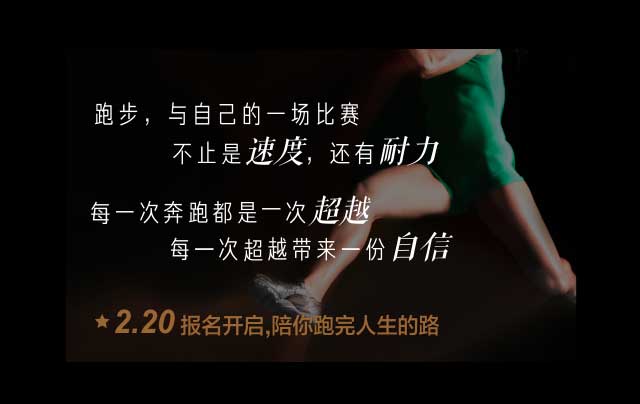 跑步，与自己的一场比赛
不止是速度，还有耐力
每一次奔跑都是一次超越
每一次超越带来一份自信
★2.20 报名开启,陪你跑完人生的路